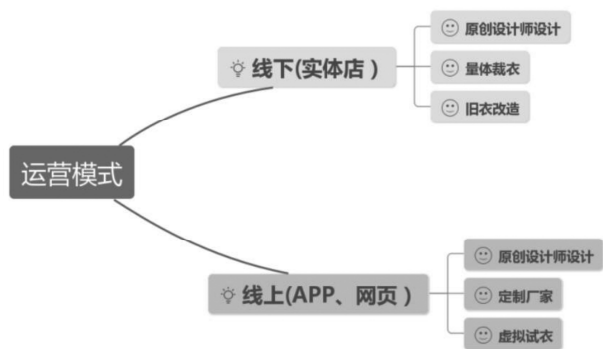 运营模式
线下(实体店)
原创设计师设计
量体裁衣
旧衣改造
线上(APP、网页)
原创设计师设计
定制厂家
虚拟试衣